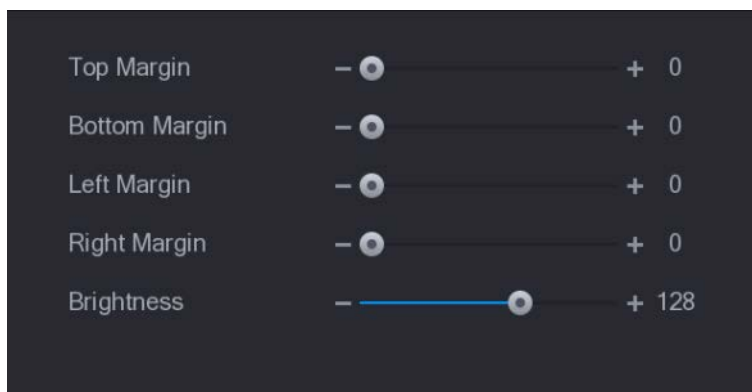 Top Margin − + 0
Bottom Margin − + 0
Left Margin − + 0
Right Margin − + 0
Brightness − + 128